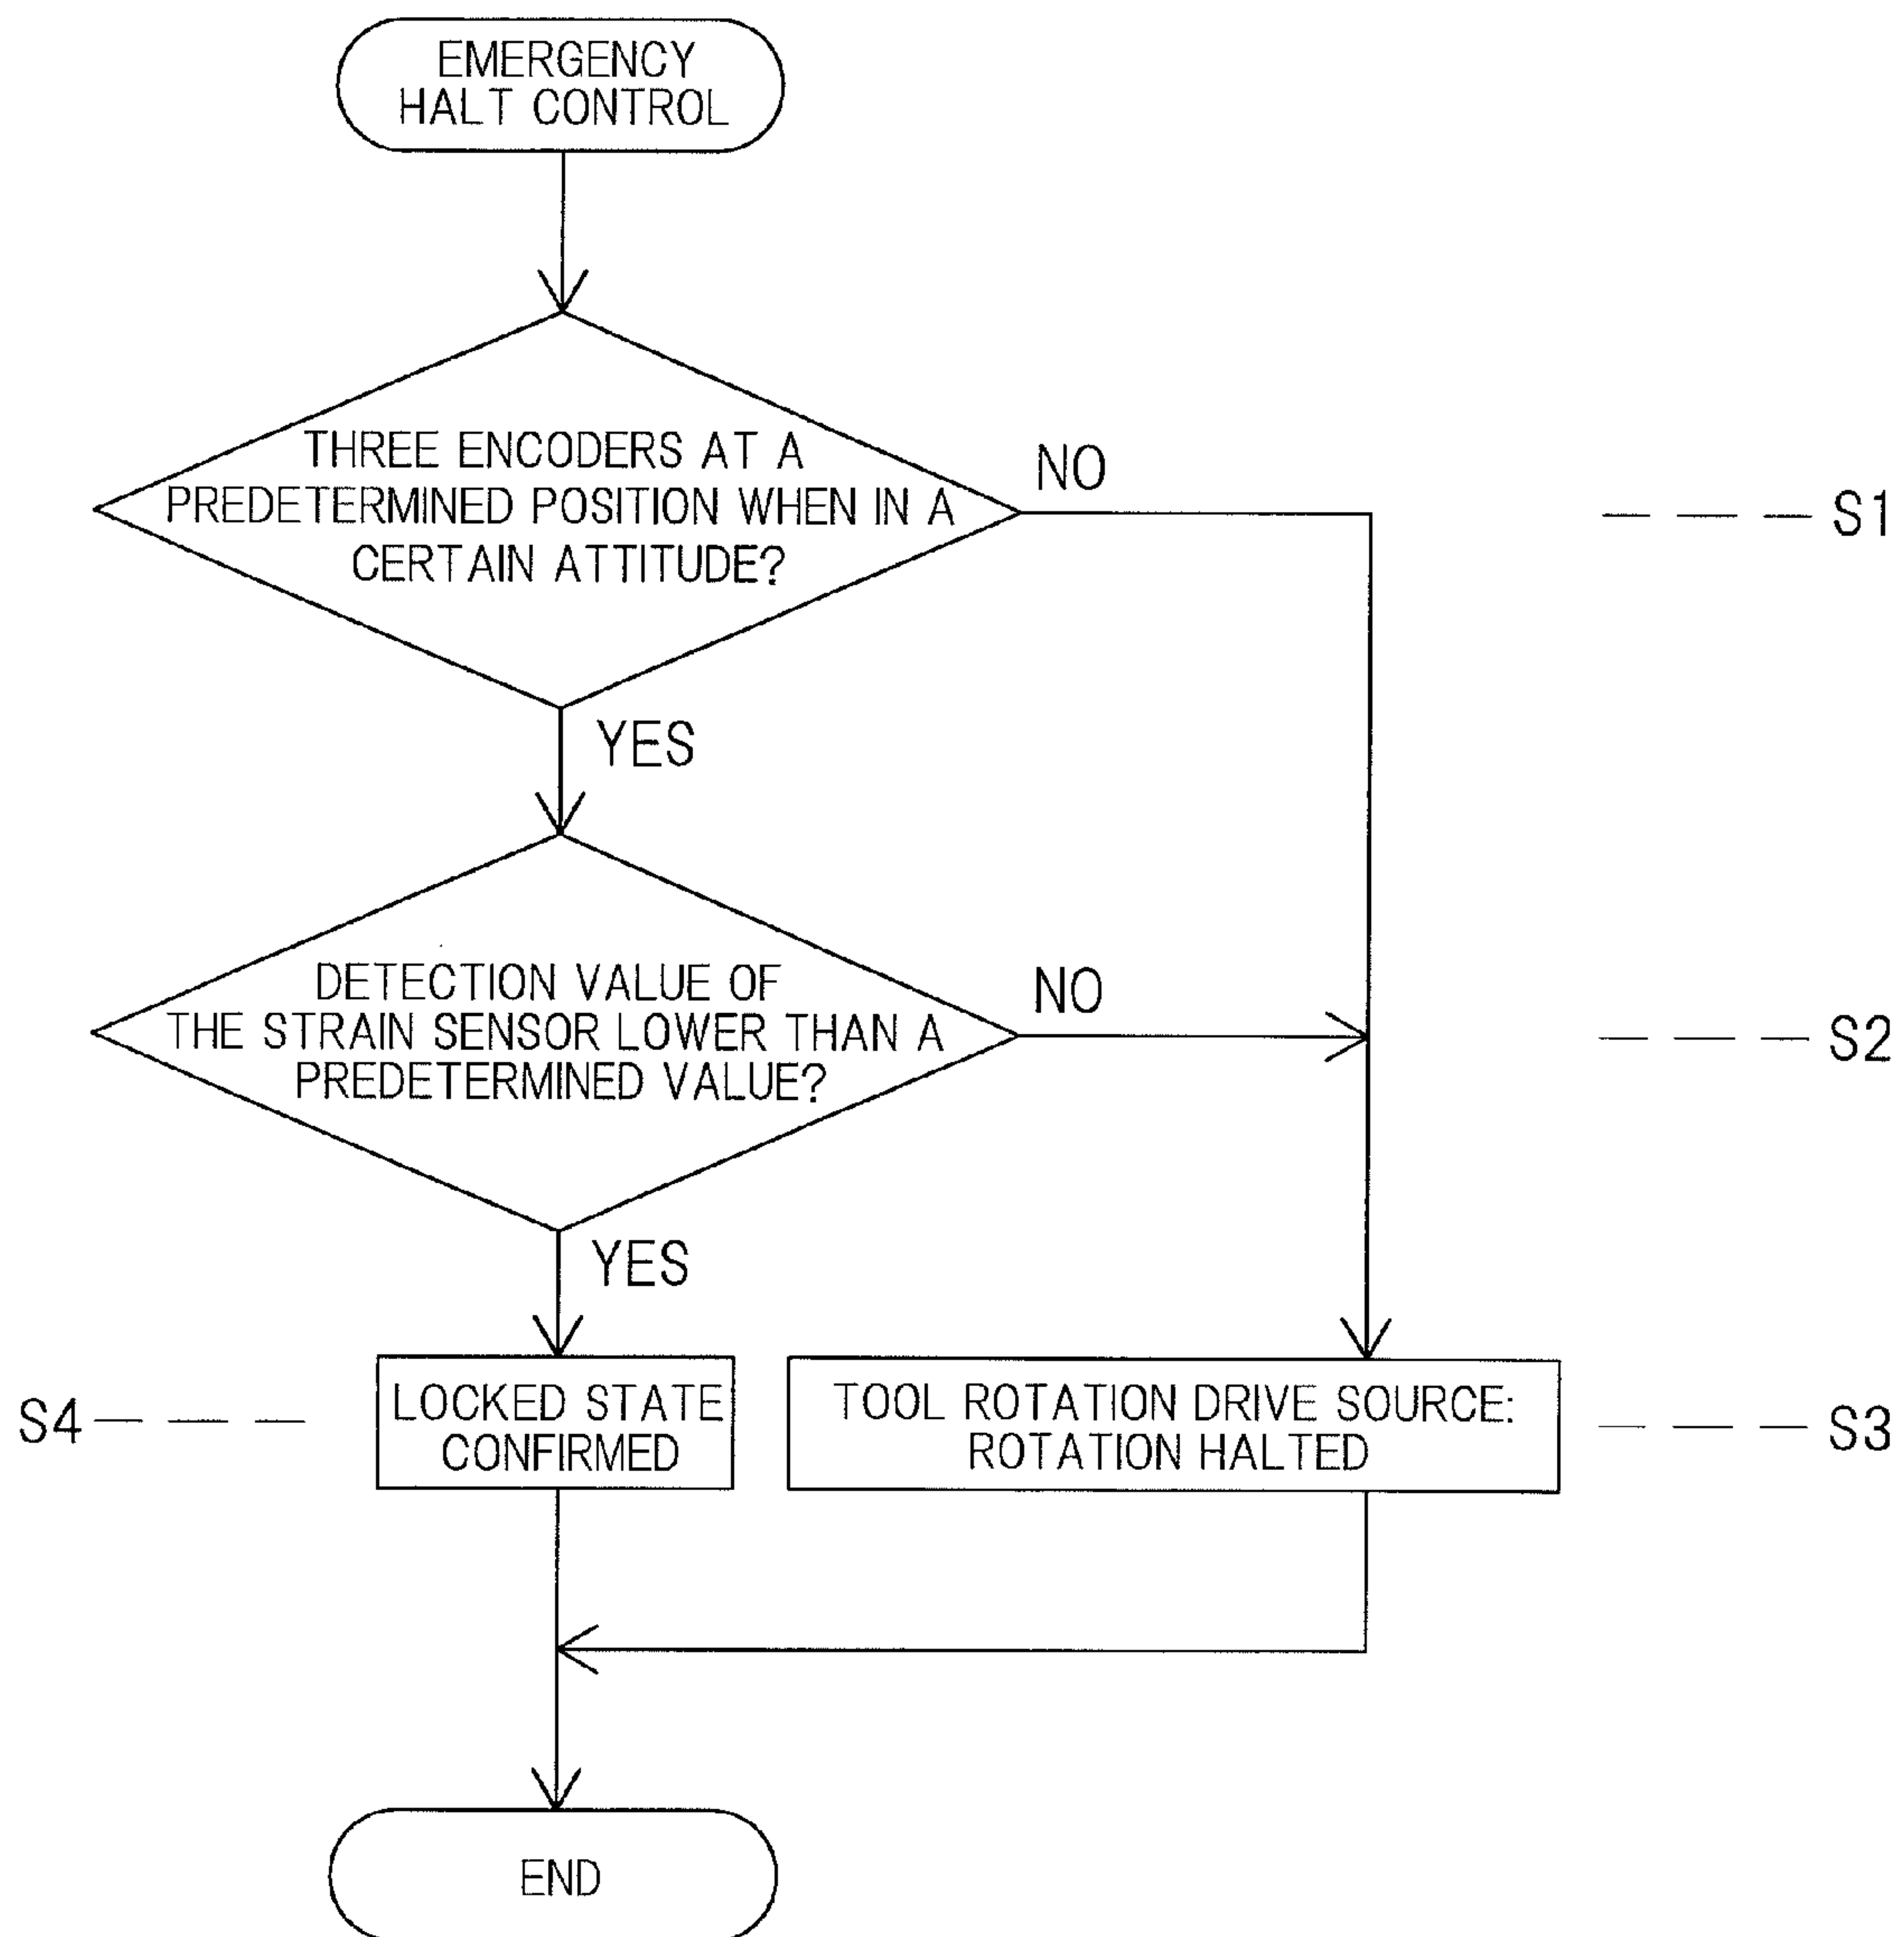 EMERGENCY
HALT CONTROL
THREE ENCODERS AT A
PREDETERMINED POSITION WHEN IN A
CERTAIN ATTITUDE?
NO
S1
YES
DETECTION VALUE OF
THE STRAIN SENSOR LOWER THAN A
PREDETERMINED VALUE?
NO
S2
YES
S4
LOCKED STATE
CONFIRMED
TOOL ROTATION DRIVE SOURCE:
ROTATION HALTED
S3
END